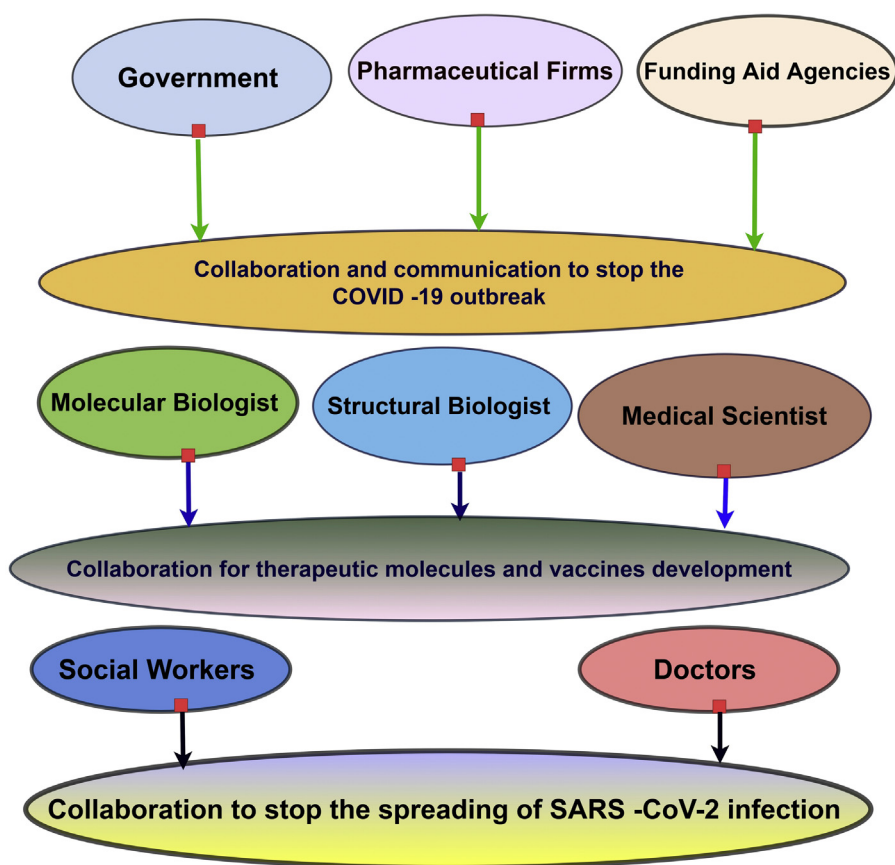 Government
Pharmaceutical Firms
Funding Aid Agencies
Collaboration and communication to stop the
COVID -19 outbreak
Molecular Biologist
Structural Biologist
Medical Scientist
Collaboration for therapeutic molecules and vaccines development
Social Workers
Doctors
Collaboration to stop the spreading of SARS -CoV-2 infection